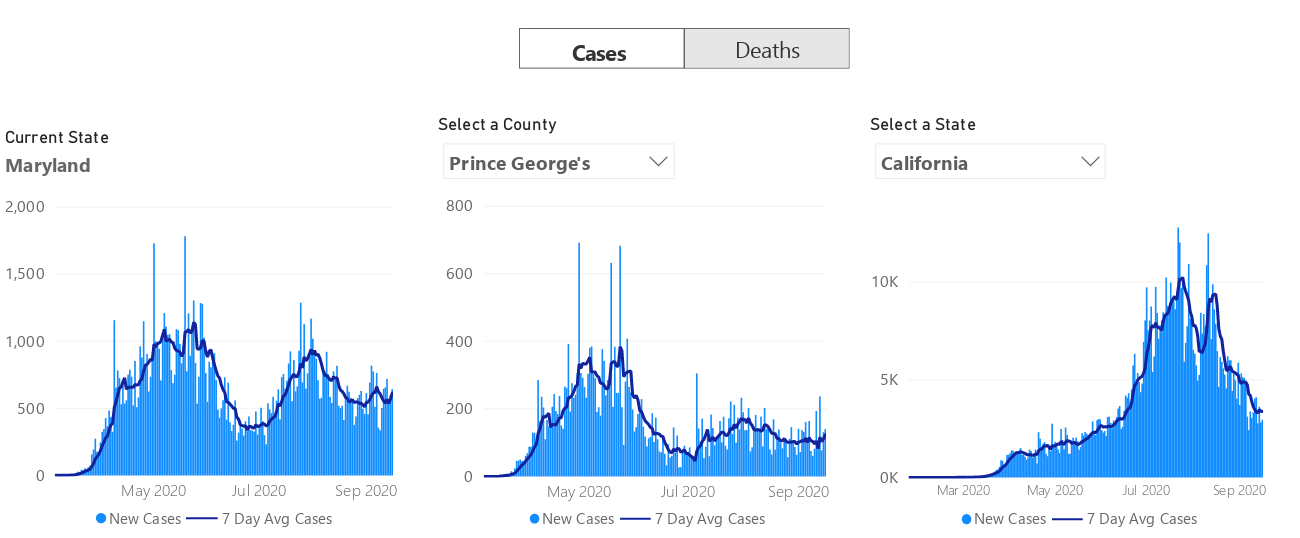 Cases
Deaths
Current State
Maryland
2,000
1,500
1,000
500
0
May 2020
Jul 2020
Sep 2020
New Cases
7 Day Avg Cases
Select a County
Prince George's
800
600
400
200
0
May 2020
Jul 2020
Sep 2020
New Cases
7 Day Avg Cases
Select a State
California
10K
5K
0K
Mar 2020
May 2020
Jul 2020
Sep 2020
New Cases
7 Day Avg Cases